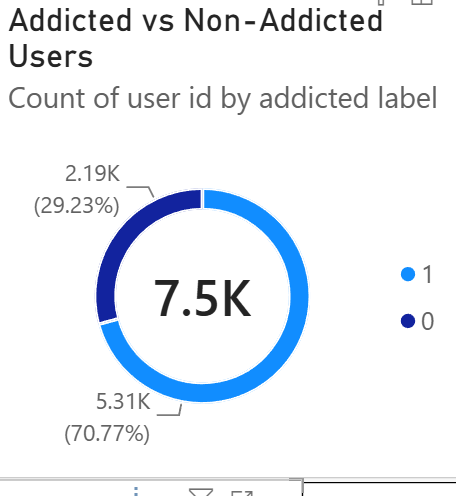 Addicted vs Non-Addicted
Users
Count of user id by addicted label
2.19K
(29.23%)
7.5K
1
0
5.31K
(70.77%)